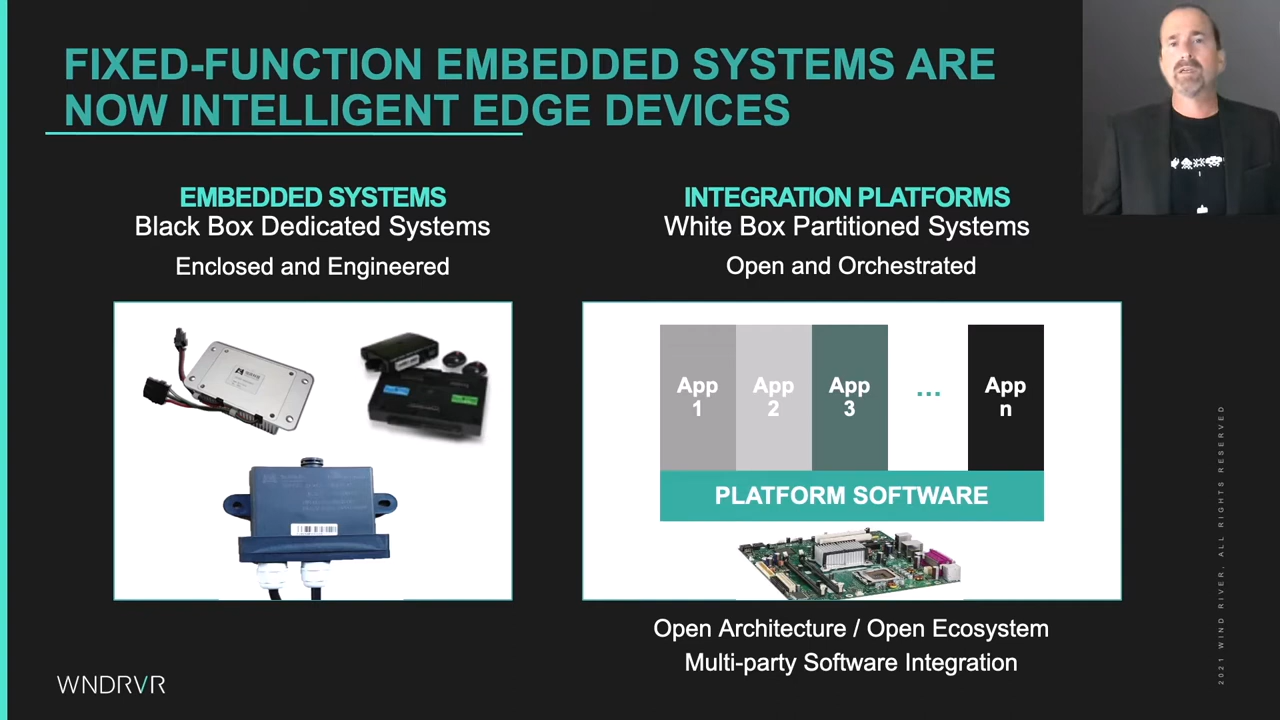 FIXED-FUNCTION EMBEDDED SYSTEMS ARE
NOW INTELLIGENT EDGE DEVICES
EMBEDDED SYSTEMS
Black Box Dedicated Systems
Enclosed and Engineered
INTEGRATION PLATFORMS
White Box Partitioned Systems
Open and Orchestrated
App
1
App
2
App
3
...
App
n
PLATFORM SOFTWARE
Open Architecture / Open Ecosystem
Multi-party Software Integration
WNDRVR
2021 WIND RIVER, ALL RIGHTS RESERVED